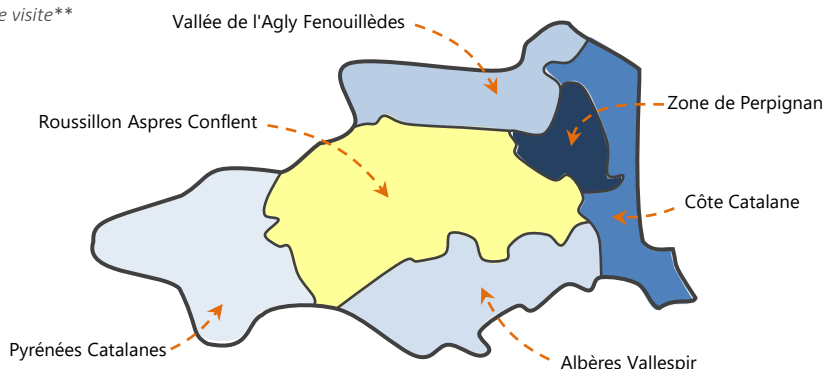 e visite**
Vallée de l'Agly Fenouillèdes
Zone de Perpignan
Roussillon Aspres Conflent
Côte Catalane
Pyrénées Catalanes
Albères Vallespir